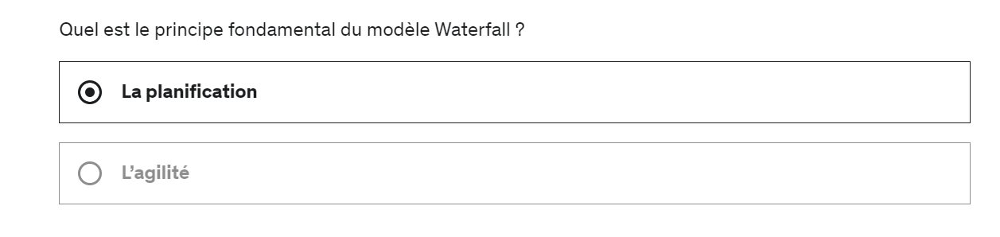 Quel est le principe fondamental du modèle Waterfall ?
La planification
L’agilité